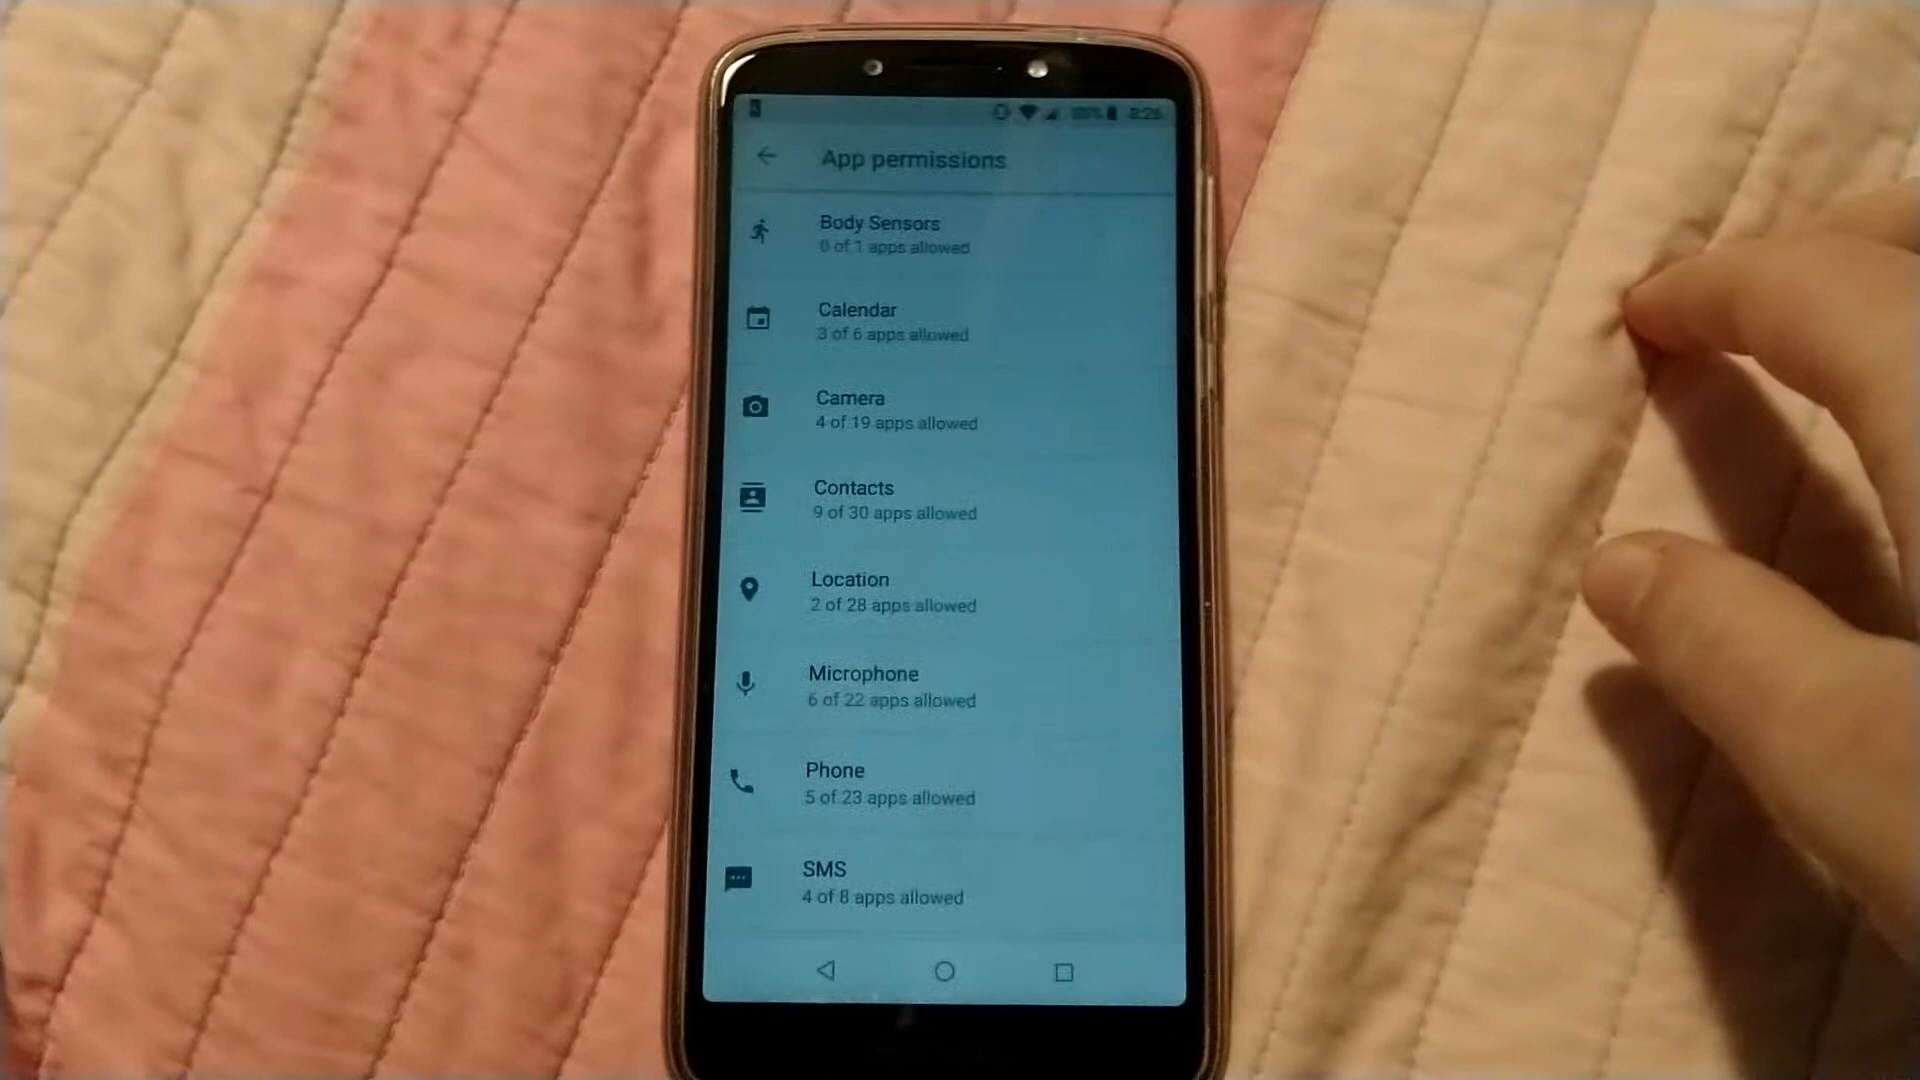 8:25
App permissions
Body Sensors
0 of 1 apps allowed
Calendar
3 of 6 apps allowed
Camera
4 of 19 apps allowed
Contacts
9 of 30 apps allowed
Location
2 of 28 apps allowed
Microphone
6 of 22 apps allowed
Phone
5 of 23 apps allowed
SMS
4 of 8 apps allowed